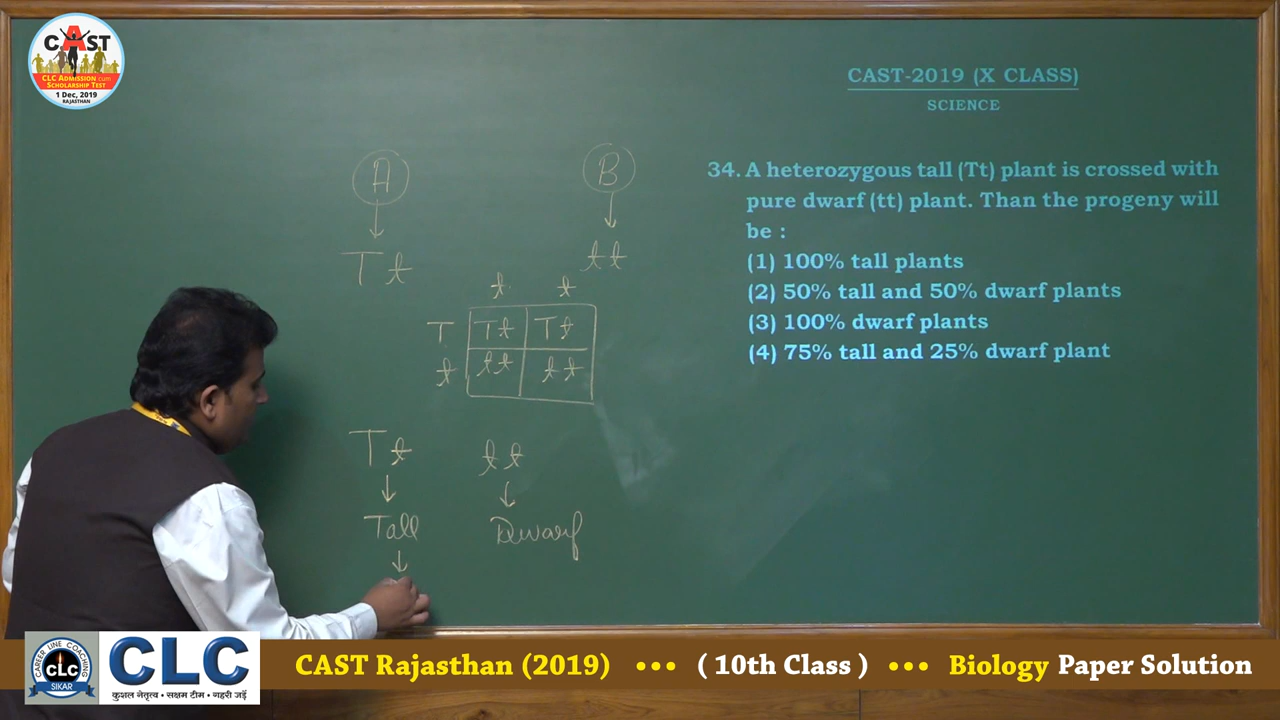 CAST
CLC ADMISSION CUM
SCHOLARSHIP TEST
1 Dec, 2019
RAJASTHAN
CAST-2019 (X CLASS)
SCIENCE
34. A heterozygous tall (Tt) plant is crossed with
pure dwarf (tt) plant. Than the progeny will
be :
(1) 100% tall plants
(2) 50% tall and 50% dwarf plants
(3) 100% dwarf plants
(4) 75% tall and 25% dwarf plant
A B
Tt tt
t t
T Tt Tt
t tt tt
Tt tt
Tall Dwarf
CAREER LINE COACHING
CLC
SIKAR
CLC
कुशल नेतृत्व • सक्षम टीम • गहरी जड़ें
CAST Rajasthan (2019) ••• ( 10th Class ) ••• Biology Paper Solution